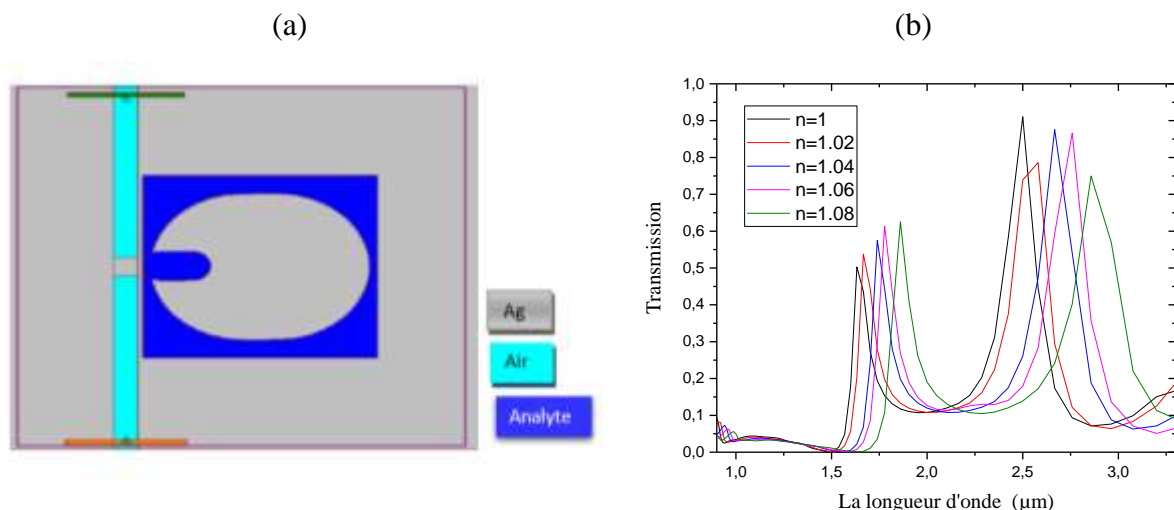 (a)
(b)
Ag
Air
Analyte
1,0
0,9
0,8
0,7
0,6
0,5
0,4
0,3
0,2
0,1
0,0
Transmission
n=1
n=1.02
n=1.04
n=1.06
n=1.08
1,0
1,5
2,0
2,5
3,0
La longueur d'onde (µm)